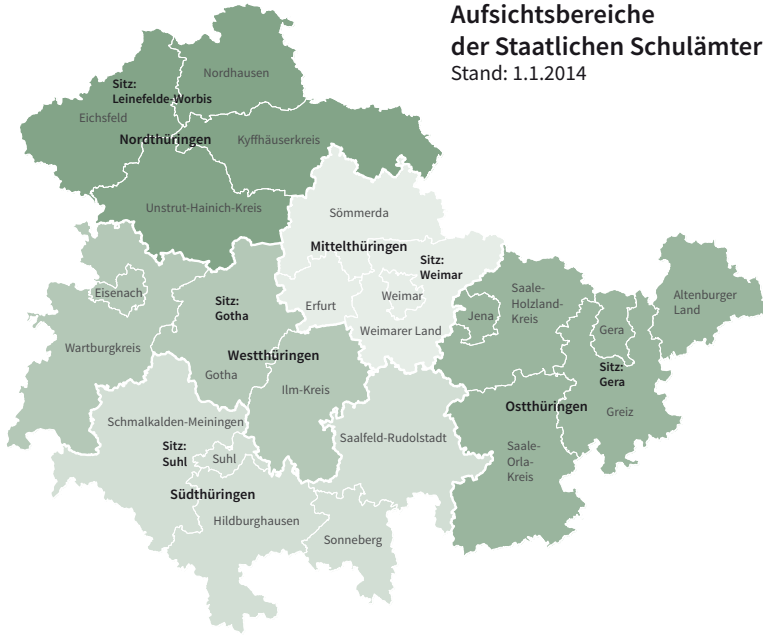 Aufsichtsbereiche
der Staatlichen Schulämter
Stand: 1.1.2014
Nordhausen
Sitz:
Leinefelde-Worbis
Eichsfeld
Nordthüringen
Kyffhäuserkreis
Unstrut-Hainich-Kreis
Sömmerda
Mittelthüringen
Sitz:
Weimar
Erfurt
Weimar
Weimarer Land
Eisenach
Sitz:
Gotha
Wartburgkreis
Westthüringen
Gotha
Ilm-Kreis
Saale-
Holzland-
Kreis
Jena
Altenburger
Land
Gera
Sitz:
Gera
Ostthüringen
Greiz
Saale-
Orla-
Kreis
Schmalkalden-Meiningen
Saalfeld-Rudolstadt
Sitz:
Suhl
Suhl
Südthüringen
Hildburghausen
Sonneberg